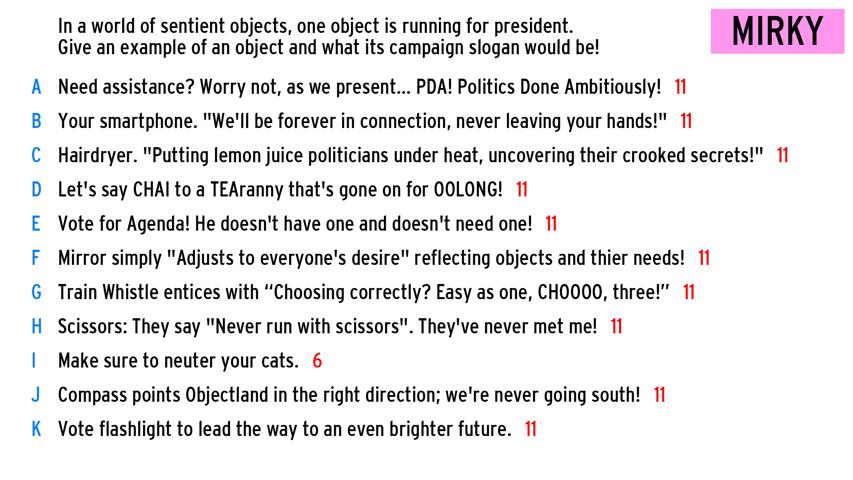 In a world of sentient objects, one object is running for president.
Give an example of an object and what its campaign slogan would be!
MIRKY
A Need assistance? Worry not, as we present... PDA! Politics Done Ambitiously! 11
B Your smartphone. "We'll be forever in connection, never leaving your hands!" 11
C Hairdryer. "Putting lemon juice politicians under heat, uncovering their crooked secrets!" 11
D Let's say CHAI to a TEAranny that's gone on for OOLONG! 11
E Vote for Agenda! He doesn't have one and doesn't need one! 11
F Mirror simply "Adjusts to everyone's desire" reflecting objects and thier needs! 11
G Train Whistle entices with “Choosing correctly? Easy as one, CHOOOO, three!” 11
H Scissors: They say "Never run with scissors". They've never met me! 11
I Make sure to neuter your cats. 6
J Compass points Objectland in the right direction; we're never going south! 11
K Vote flashlight to lead the way to an even brighter future. 11